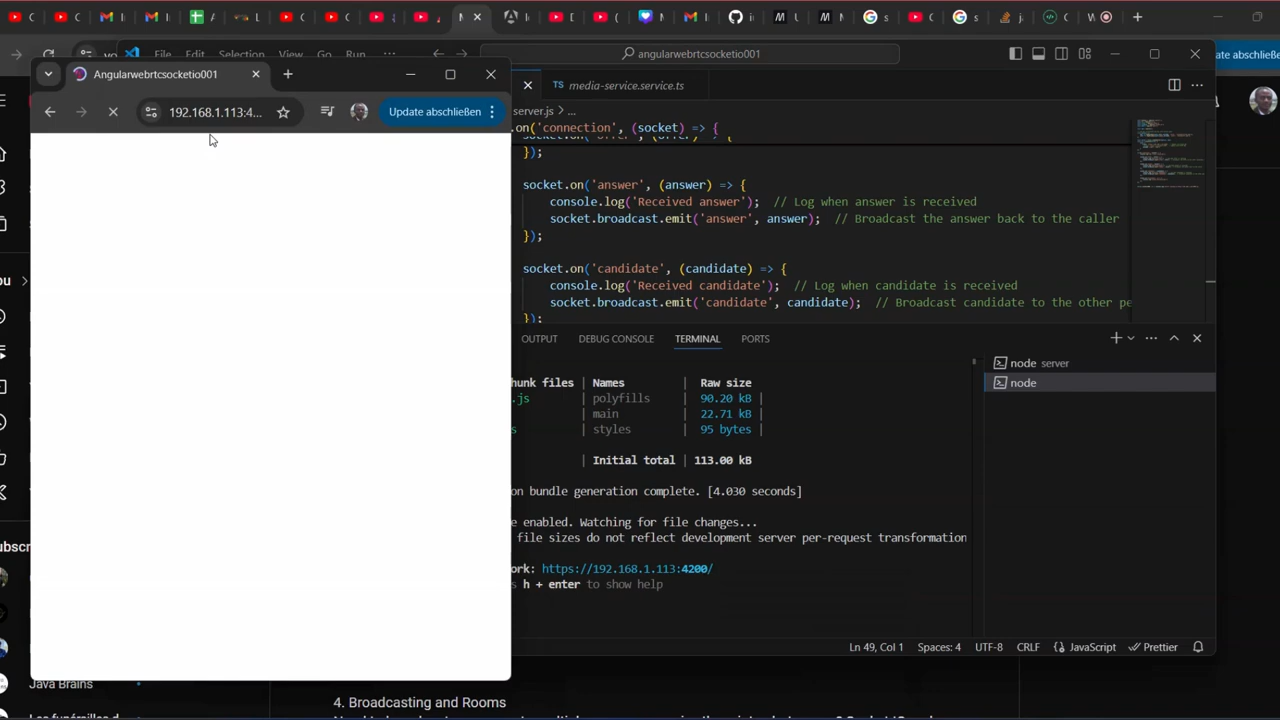 File Edit Selection View Go Run ···
angularwebrtcsocketio001
Angularwebrtcsocketio001
192.168.1.113:4...
Update abschließen
media-service.service.ts
server.js > ...
.on('connection', (socket) => {
});
socket.on('answer', (answer) => {
console.log('Received answer'); // Log when answer is received
socket.broadcast.emit('answer', answer); // Broadcast the answer back to the caller
});
socket.on('candidate', (candidate) => {
console.log('Received candidate'); // Log when candidate is received
socket.broadcast.emit('candidate', candidate); // Broadcast candidate to the other pe
});
OUTPUT DEBUG CONSOLE TERMINAL PORTS
node server
node
hunk files | Names | Raw size
.js | polyfills | 90.20 kB |
| main | 22.71 kB |
s | styles | 95 bytes |
| Initial total | 113.00 kB
on bundle generation complete. [4.030 seconds]
e enabled. Watching for file changes...
file sizes do not reflect development server per-request transformation
ork: https://192.168.1.113:4200/
s h + enter to show help
Ln 49, Col 1 Spaces: 4 UTF-8 CRLF JavaScript Prettier
Java Brains
4. Broadcasting and Rooms